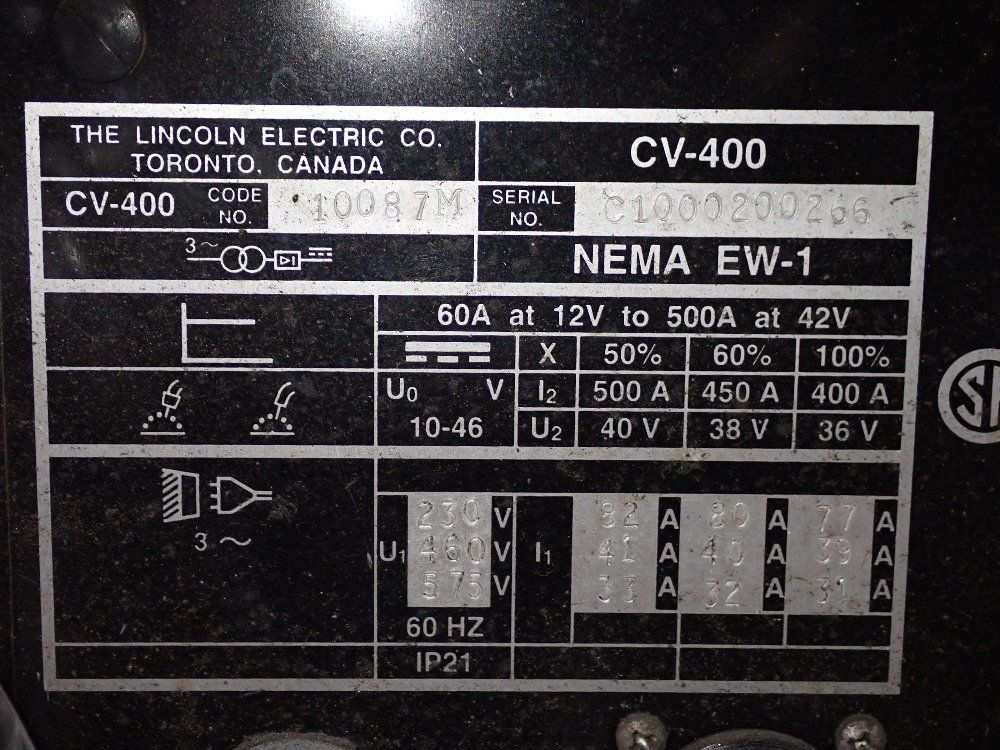 THE LINCOLN ELECTRIC CO.
TORONTO, CANADA
CV-400
CV-400 CODE NO. 10087M
SERIAL NO. C1000200266
3~
NEMA EW-1
60A at 12V to 500A at 42V
X 50% 60% 100%
U0 V I2 500 A 450 A 400 A
10-46 U2 40 V 38 V 36 V
3 ~
230 V 82 A 80 A 77 A
U1 460 V I1 41 A 40 A 39 A
575 V 33 A 32 A 31 A
60 HZ
IP21